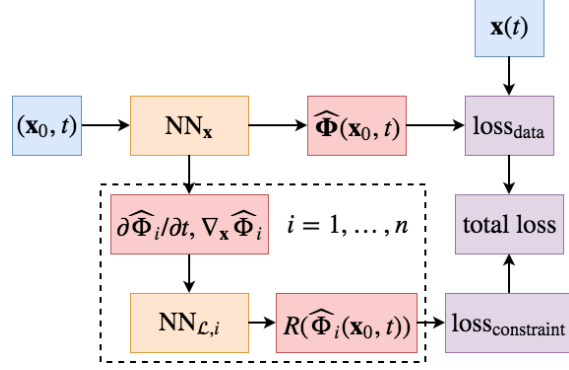 x(t)
(x₀, t)
NNₓ
Φ̂(x₀, t)
loss_data
∂Φ̂ᵢ/∂t, ∇ₓΦ̂ᵢ
i = 1, …, n
total loss
NN_ℒ,ᵢ
R(Φ̂ᵢ(x₀, t))
loss_constraint